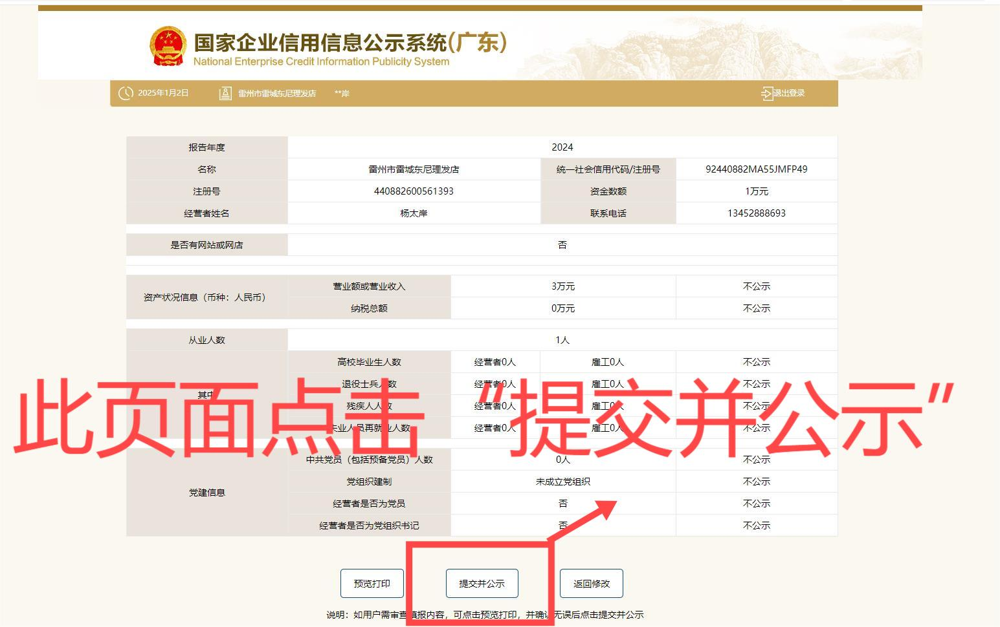 国家企业信用信息公示系统(广东)
National Enterprise Credit Information Publicity System
2025年1月2日 雷州市雷城东尼理发店 **岸 退出登录
报告年度 2024
名称 雷州市雷城东尼理发店 统一社会信用代码/注册号 92440882MA55JMFP49
注册号 440882600561393 资金数额 1万元
经营者姓名 杨太岸 联系电话 13452888693
是否有网站或网店 否
资产状况信息（币种：人民币） 营业额或营业收入 3万元 不公示
纳税总额 0万元 不公示
从业人数 1人
其中 高校毕业生人数 经营者0人 雇工0人 不公示
退役士兵人数 经营者0人 雇工0人 不公示
残疾人人数 经营者0人 雇工0人 不公示
失业人员再就业人数 经营者0人 雇工0人 不公示
此页面点击“提交并公示”
党建信息 中共党员（包括预备党员）人数 0人 不公示
党组织建制 未成立党组织 不公示
经营者是否为党员 否 不公示
经营者是否为党组织书记 否 不公示
预览打印 提交并公示 返回修改
说明：如用户需审查填报内容，可点击预览打印，并确认无误后点击提交并公示